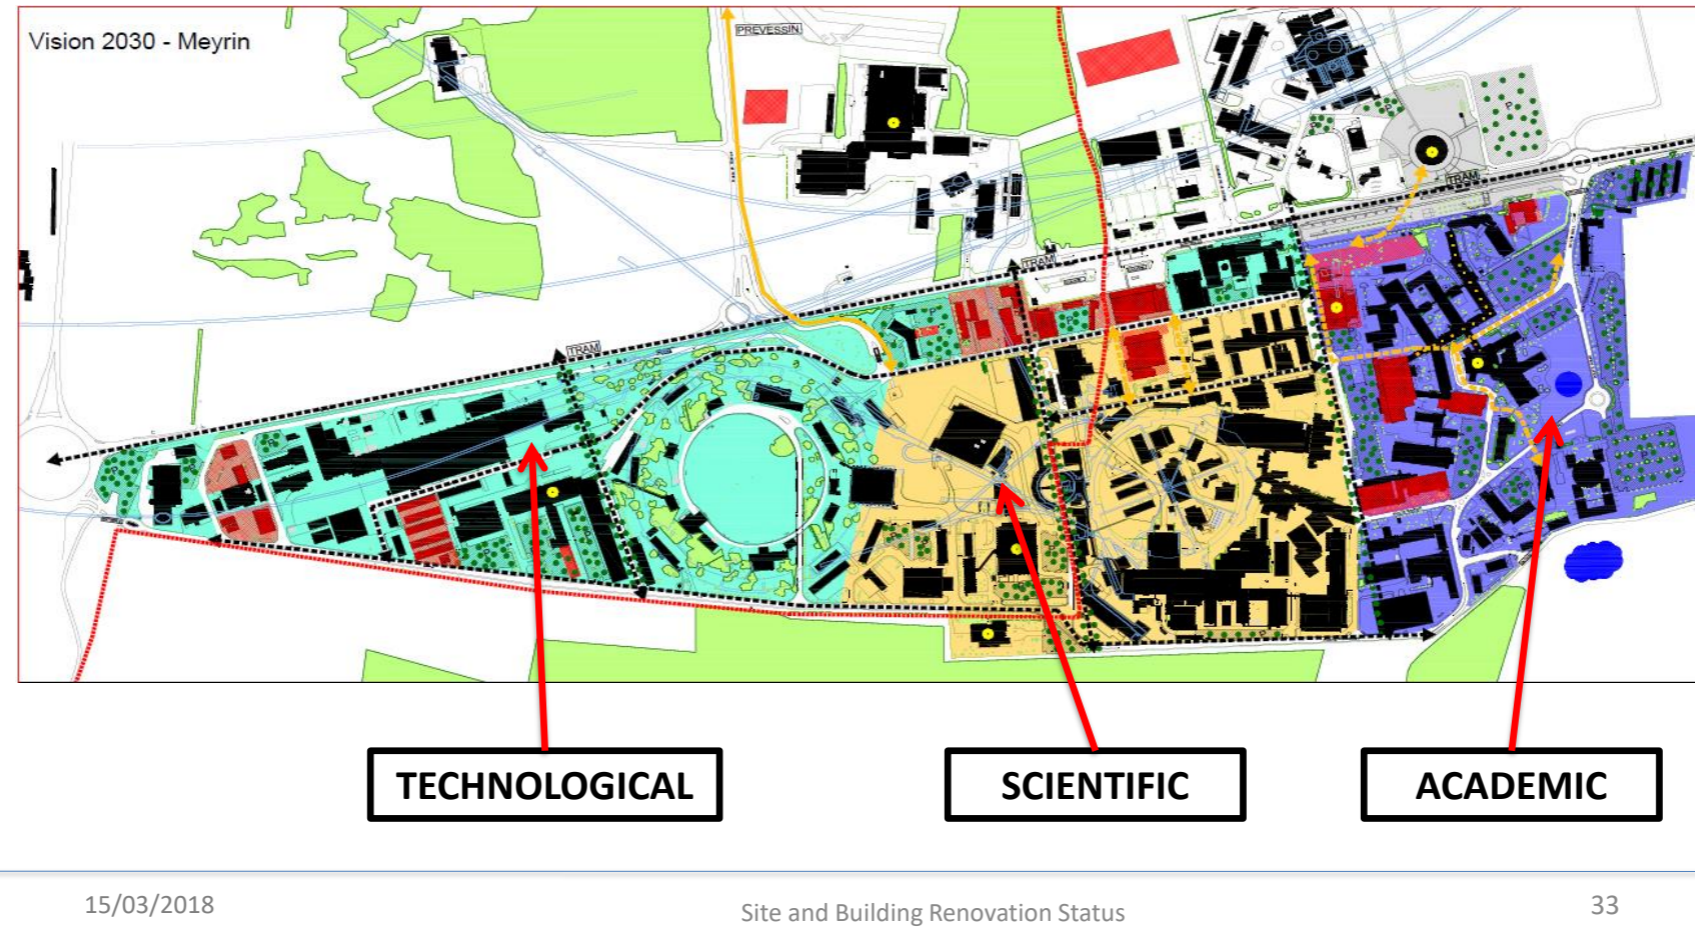 Vision 2030 - Meyrin
PREVESSIN
TRAM
TRAM
TRAM
TECHNOLOGICAL
SCIENTIFIC
ACADEMIC
15/03/2018
Site and Building Renovation Status
33